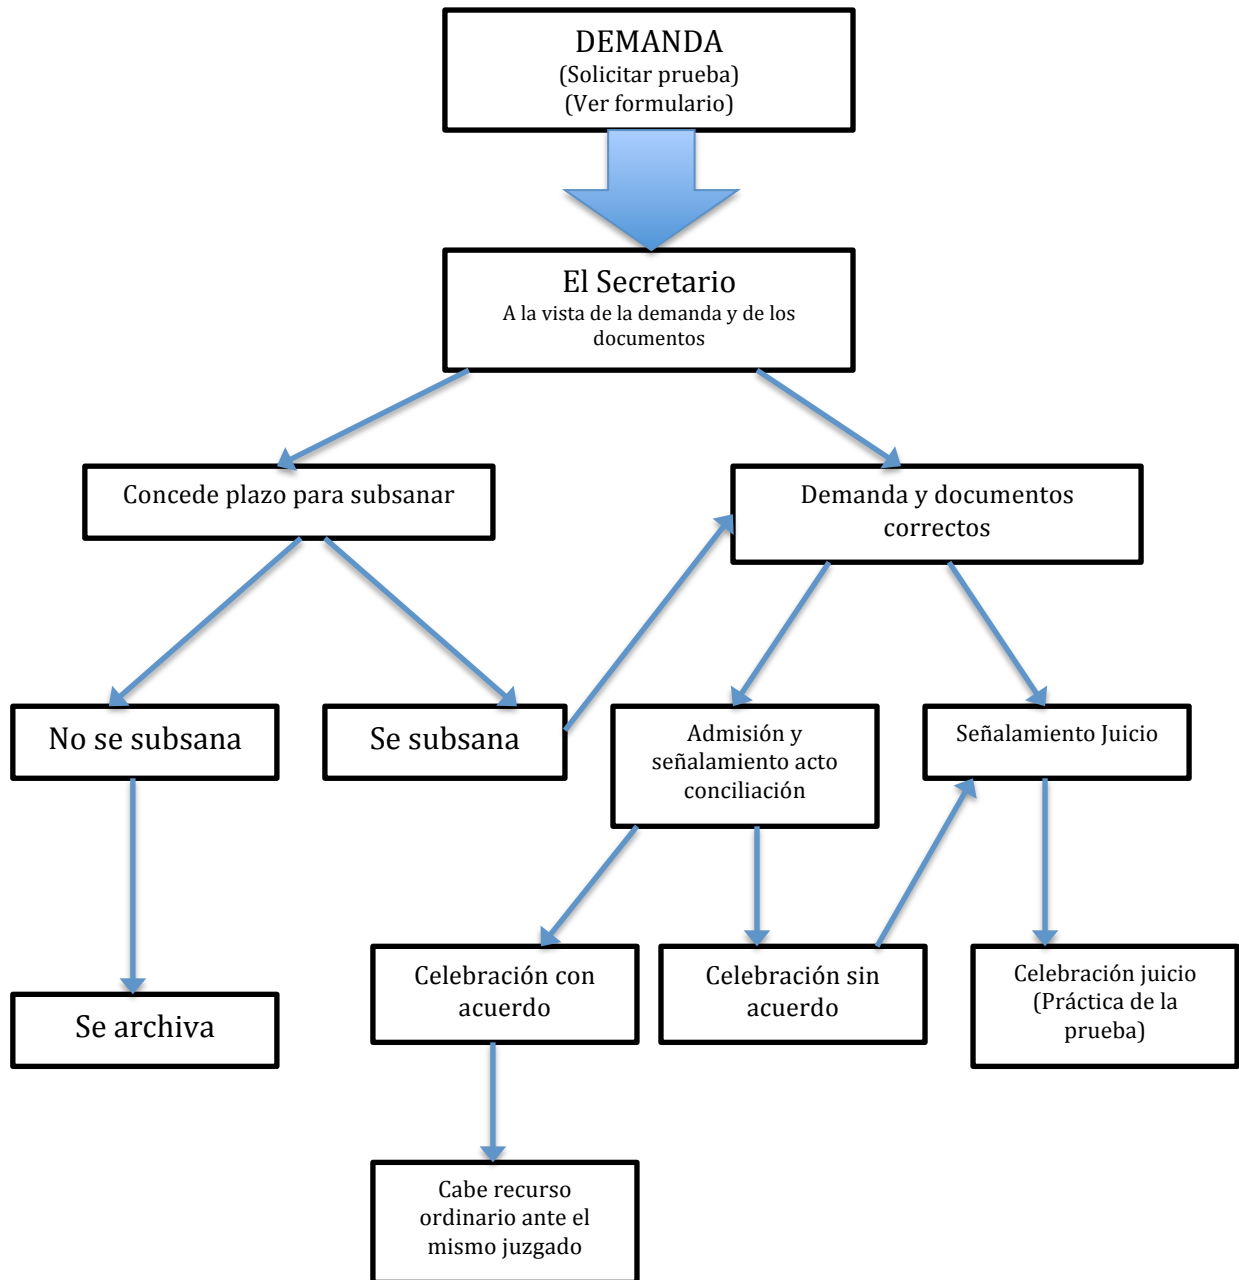 DEMANDA
(Solicitar prueba)
(Ver formulario)
El Secretario
A la vista de la demanda y de los
documentos
Concede plazo para subsanar
Demanda y documentos
correctos
No se subsana
Se subsana
Admisión y
señalamiento acto
conciliación
Señalamiento Juicio
Celebración con
acuerdo
Celebración sin
acuerdo
Celebración juicio
(Práctica de la
prueba)
Se archiva
Cabe recurso
ordinario ante el
mismo juzgado